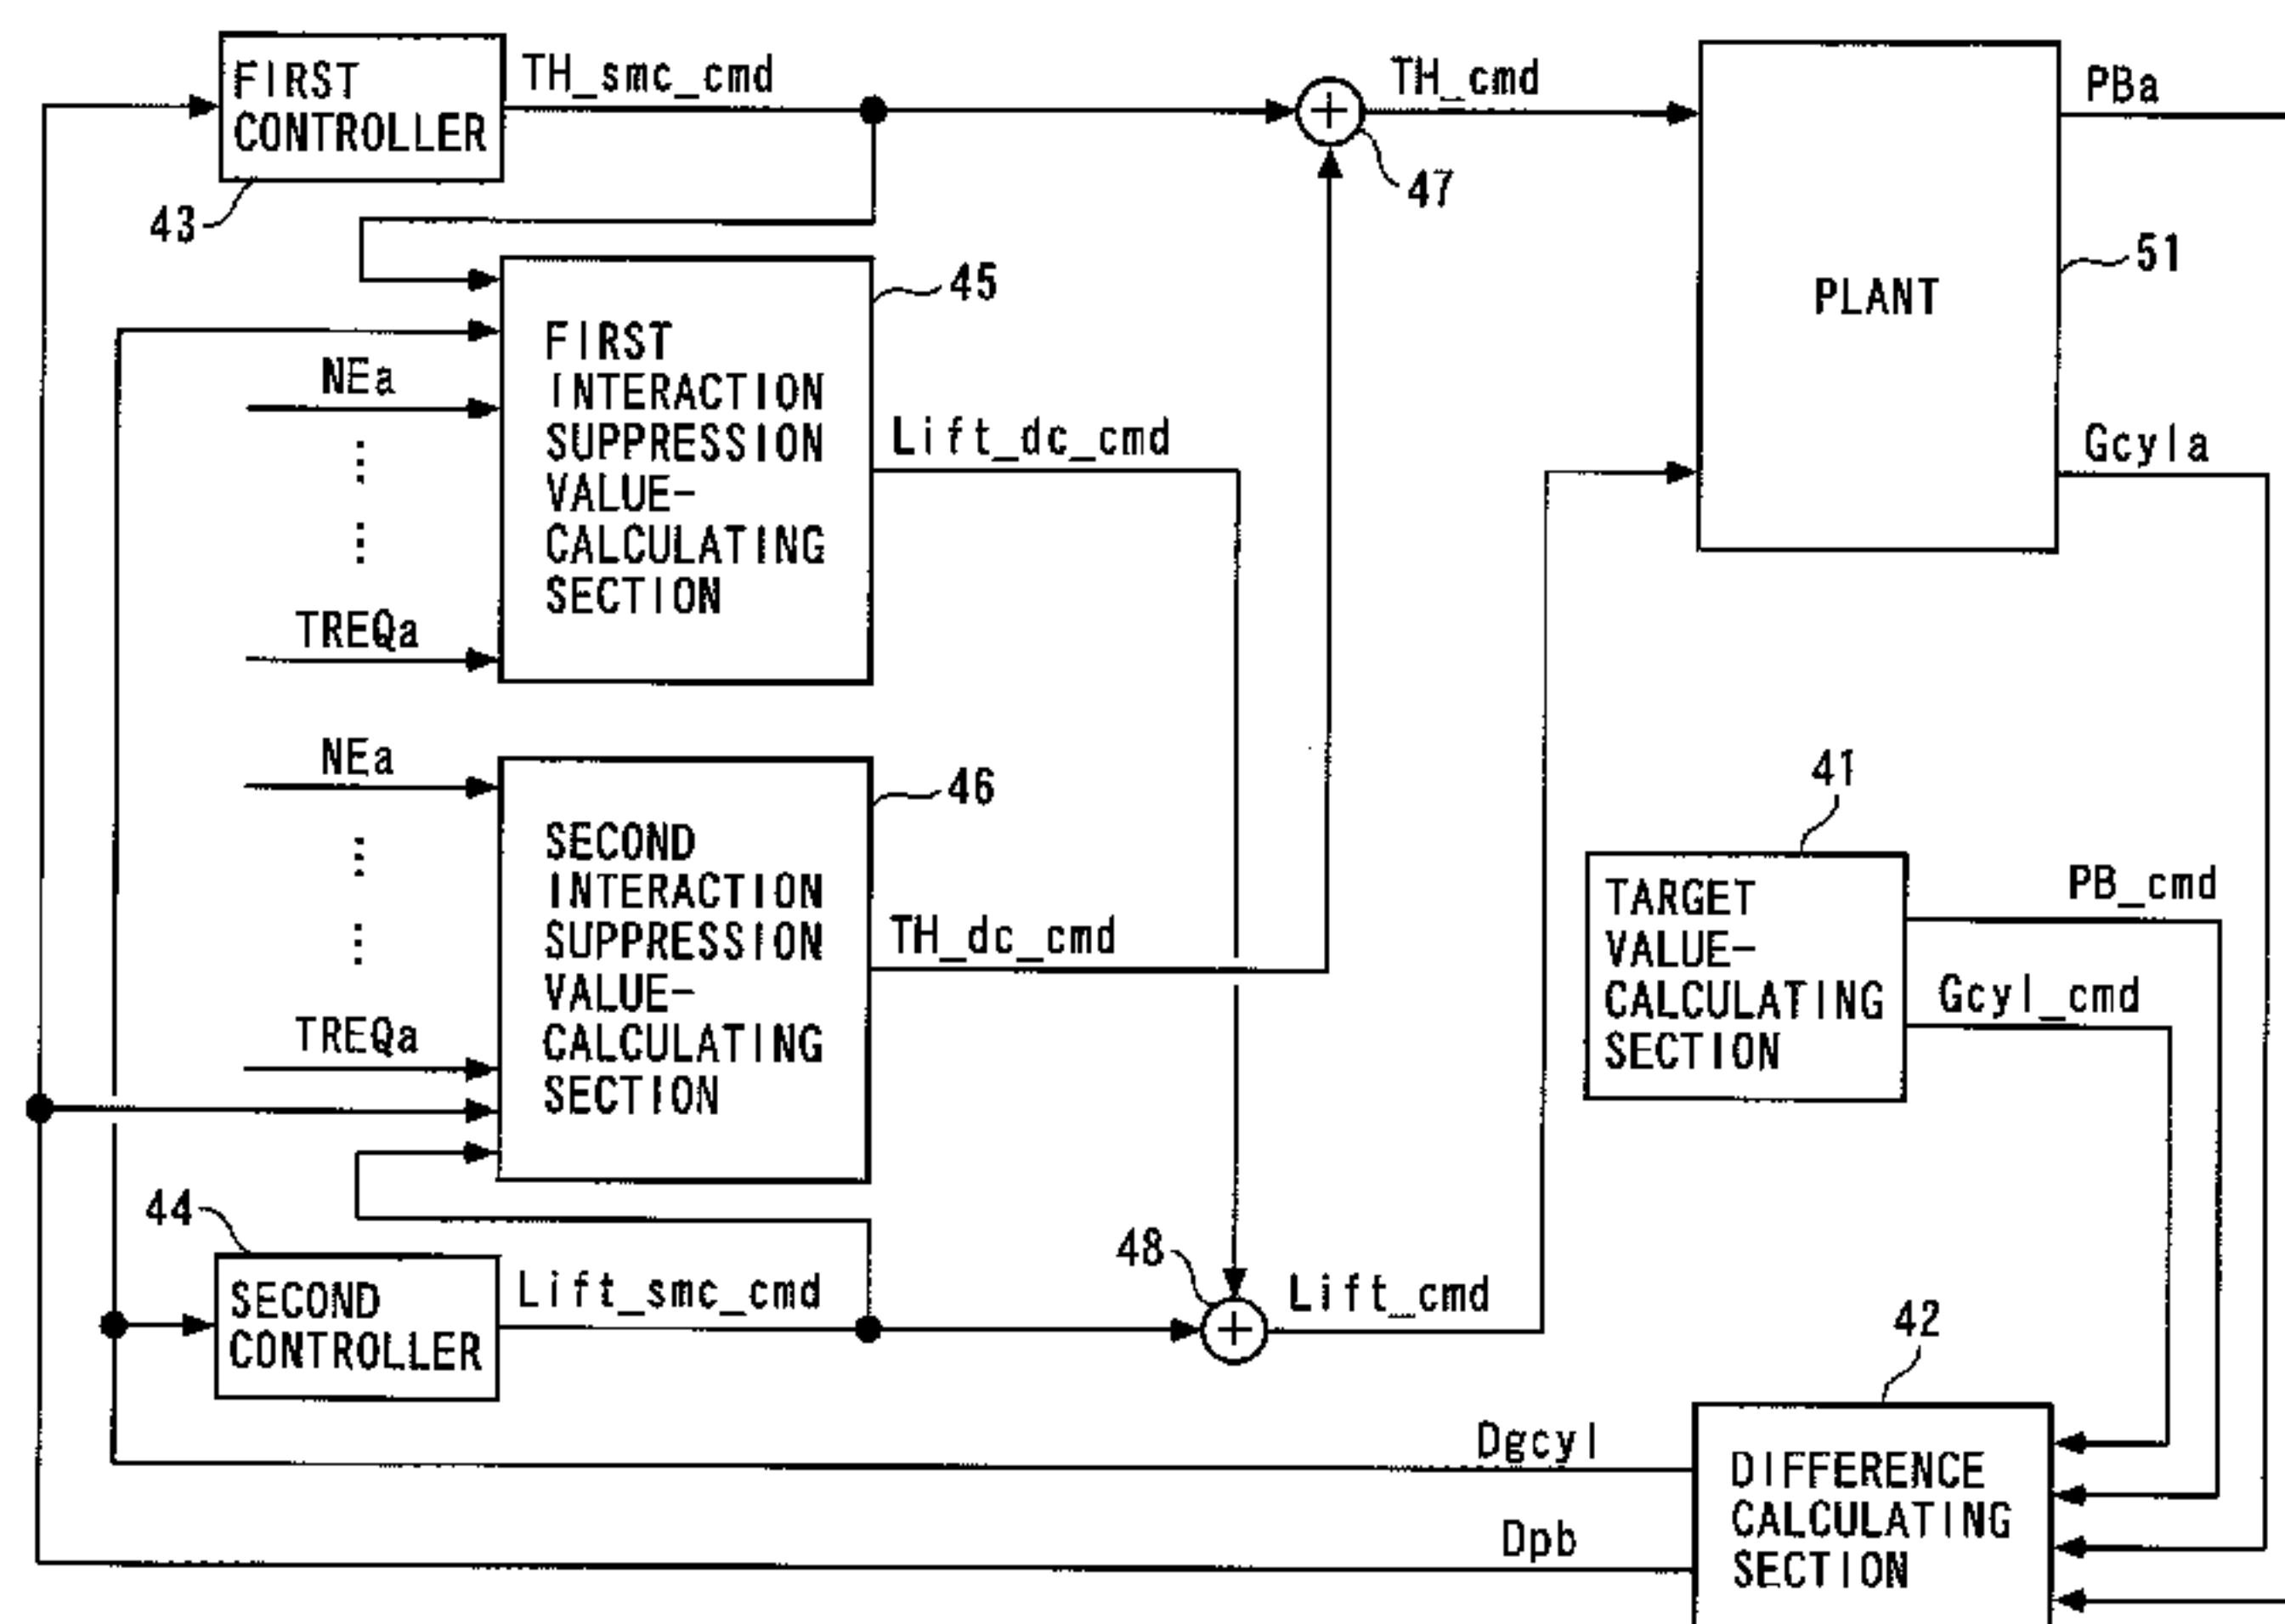 FIRST
CONTROLLER
43
TH_smc_cmd
TH_cmd
47
PLANT
51
PBa
Gcyla
45
FIRST
INTERACTION
SUPPRESSION
VALUE-
CALCULATING
SECTION
NEa
TREQa
Lift_dc_cmd
46
SECOND
INTERACTION
SUPPRESSION
VALUE-
CALCULATING
SECTION
NEa
TREQa
TH_dc_cmd
41
TARGET
VALUE-
CALCULATING
SECTION
PB_cmd
Gcyl_cmd
44
SECOND
CONTROLLER
Lift_smc_cmd
48
Lift_cmd
42
DIFFERENCE
CALCULATING
SECTION
Dgcyl
Dpb